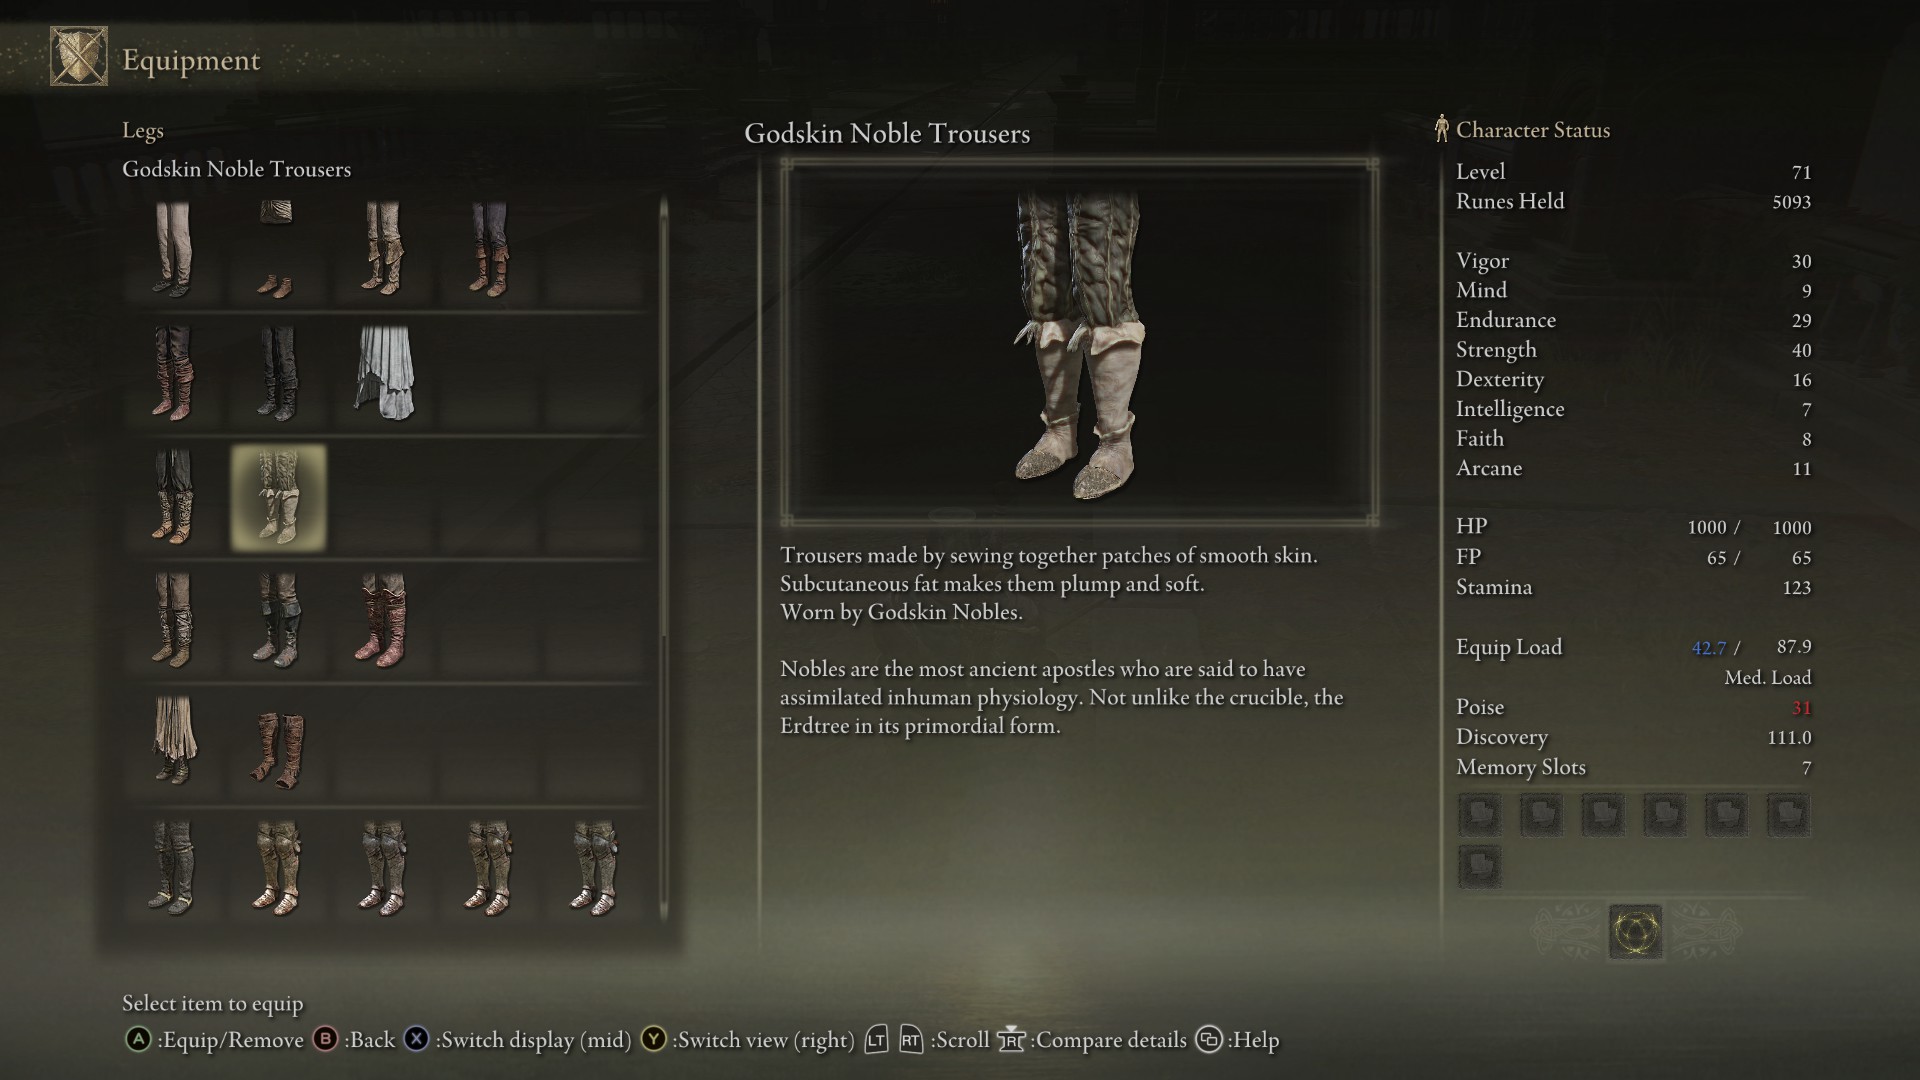 Equipment
Legs
Godskin Noble Trousers
Godskin Noble Trousers
Trousers made by sewing together patches of smooth skin.
Subcutaneous fat makes them plump and soft.
Worn by Godskin Nobles.
Nobles are the most ancient apostles who are said to have
assimilated inhuman physiology. Not unlike the crucible, the
Erdtree in its primordial form.
Character Status
Level 71
Runes Held 5093
Vigor 30
Mind 9
Endurance 29
Strength 40
Dexterity 16
Intelligence 7
Faith 8
Arcane 11
HP 1000 / 1000
FP 65 / 65
Stamina 123
Equip Load 42.7 / 87.9
Med. Load
Poise 31
Discovery 111.0
Memory Slots 7
Select item to equip
A :Equip/Remove B :Back X :Switch display (mid) Y :Switch view (right) LT RT :Scroll R :Compare details :Help